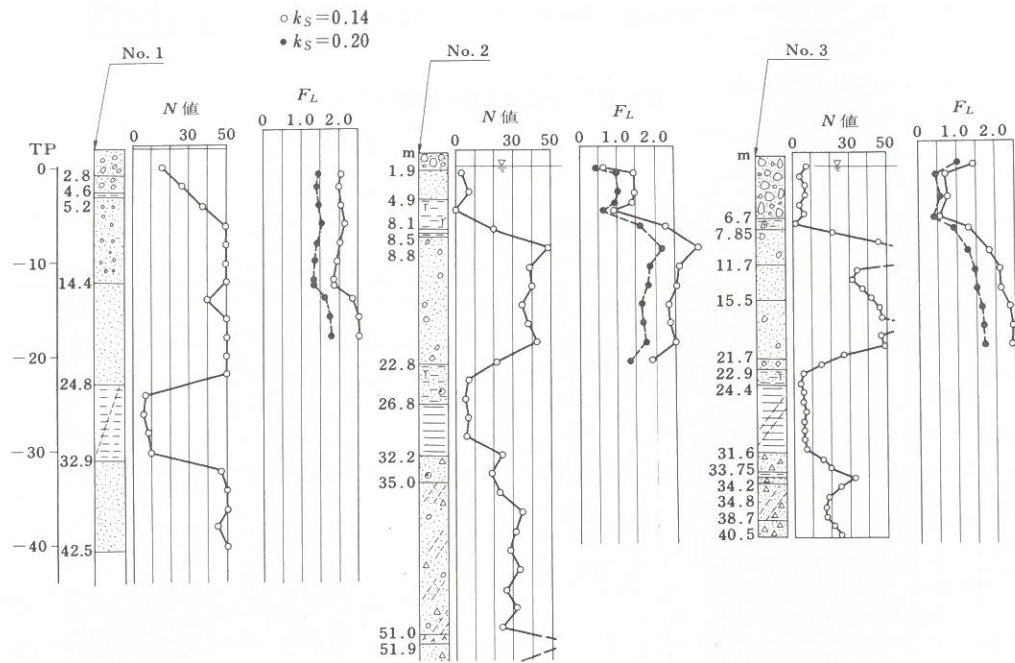 ○ kS=0.14
● kS=0.20
No. 1
No. 2
No. 3
N 値
0 30 50
FL
0 1.0 2.0
N 値
0 30 50
FL
0 1.0 2.0
N 値
0 30 50
FL
0 1.0 2.0
TP
0
−10
−20
−30
−40
2.8
4.6
5.2
14.4
24.8
32.9
42.5
m
1.9
4.9
8.1
8.5
8.8
22.8
26.8
32.2
35.0
51.0
51.9
m
6.7
7.85
11.7
15.5
21.7
22.9
24.4
31.6
33.75
34.2
34.8
38.7
40.5